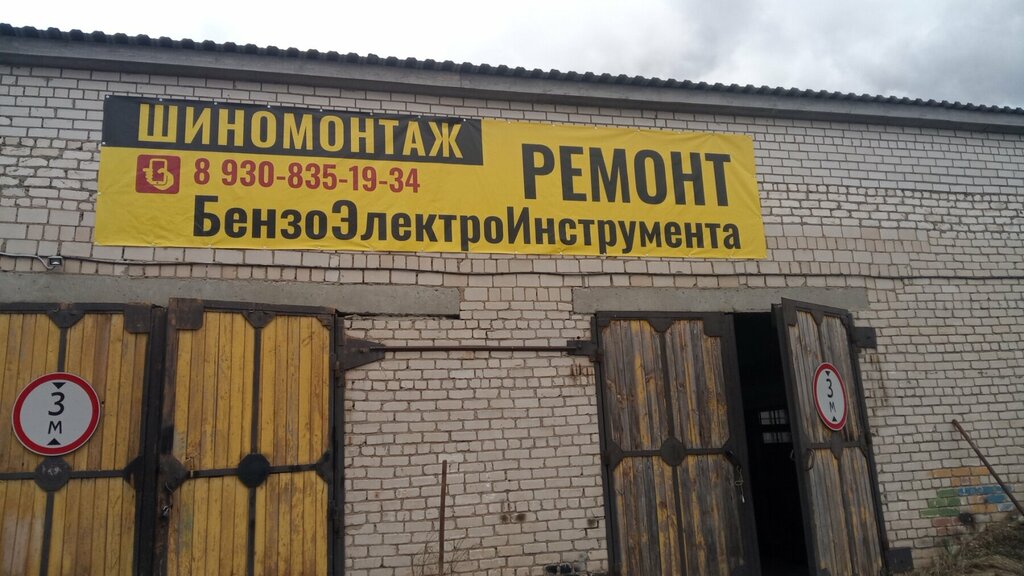 ШИНОМОНТАЖ
8 930-835-19-34
РЕМОНТ
БензоЭлектроИнструмента
3
М
3
М